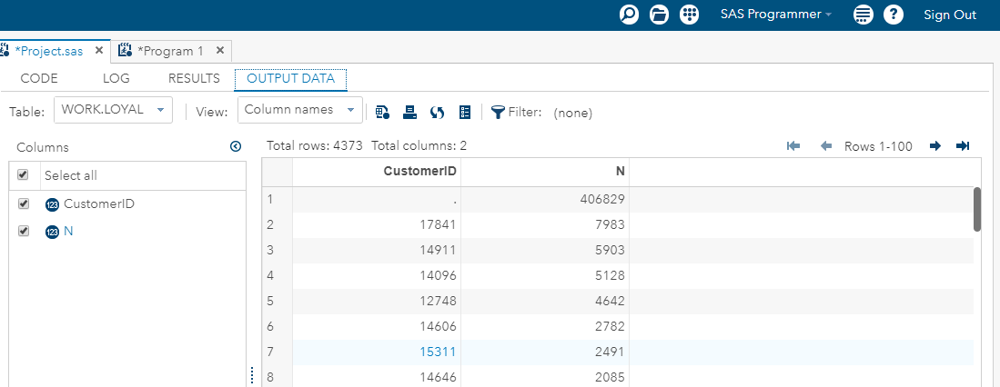 SAS Programmer Sign Out
*Project.sas *Program 1
CODE LOG RESULTS OUTPUT DATA
Table: WORK.LOYAL View: Column names Filter: (none)
Columns
Select all
CustomerID
N
Total rows: 4373 Total columns: 2 Rows 1-100
CustomerID N
1 . 406829
2 17841 7983
3 14911 5903
4 14096 5128
5 12748 4642
6 14606 2782
7 15311 2491
8 14646 2085